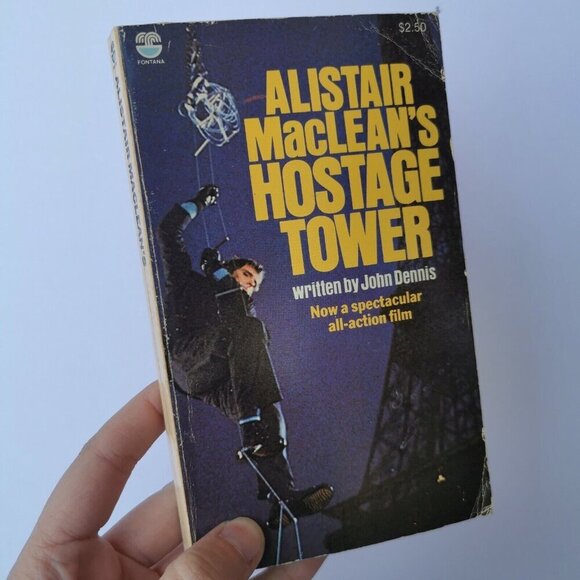 FONTANA
$2.50
ALISTAIR
MacLEAN'S
HOSTAGE
TOWER
written by John Dennis
Now a spectacular
all-action film
ALISTAIR MACLEAN'S